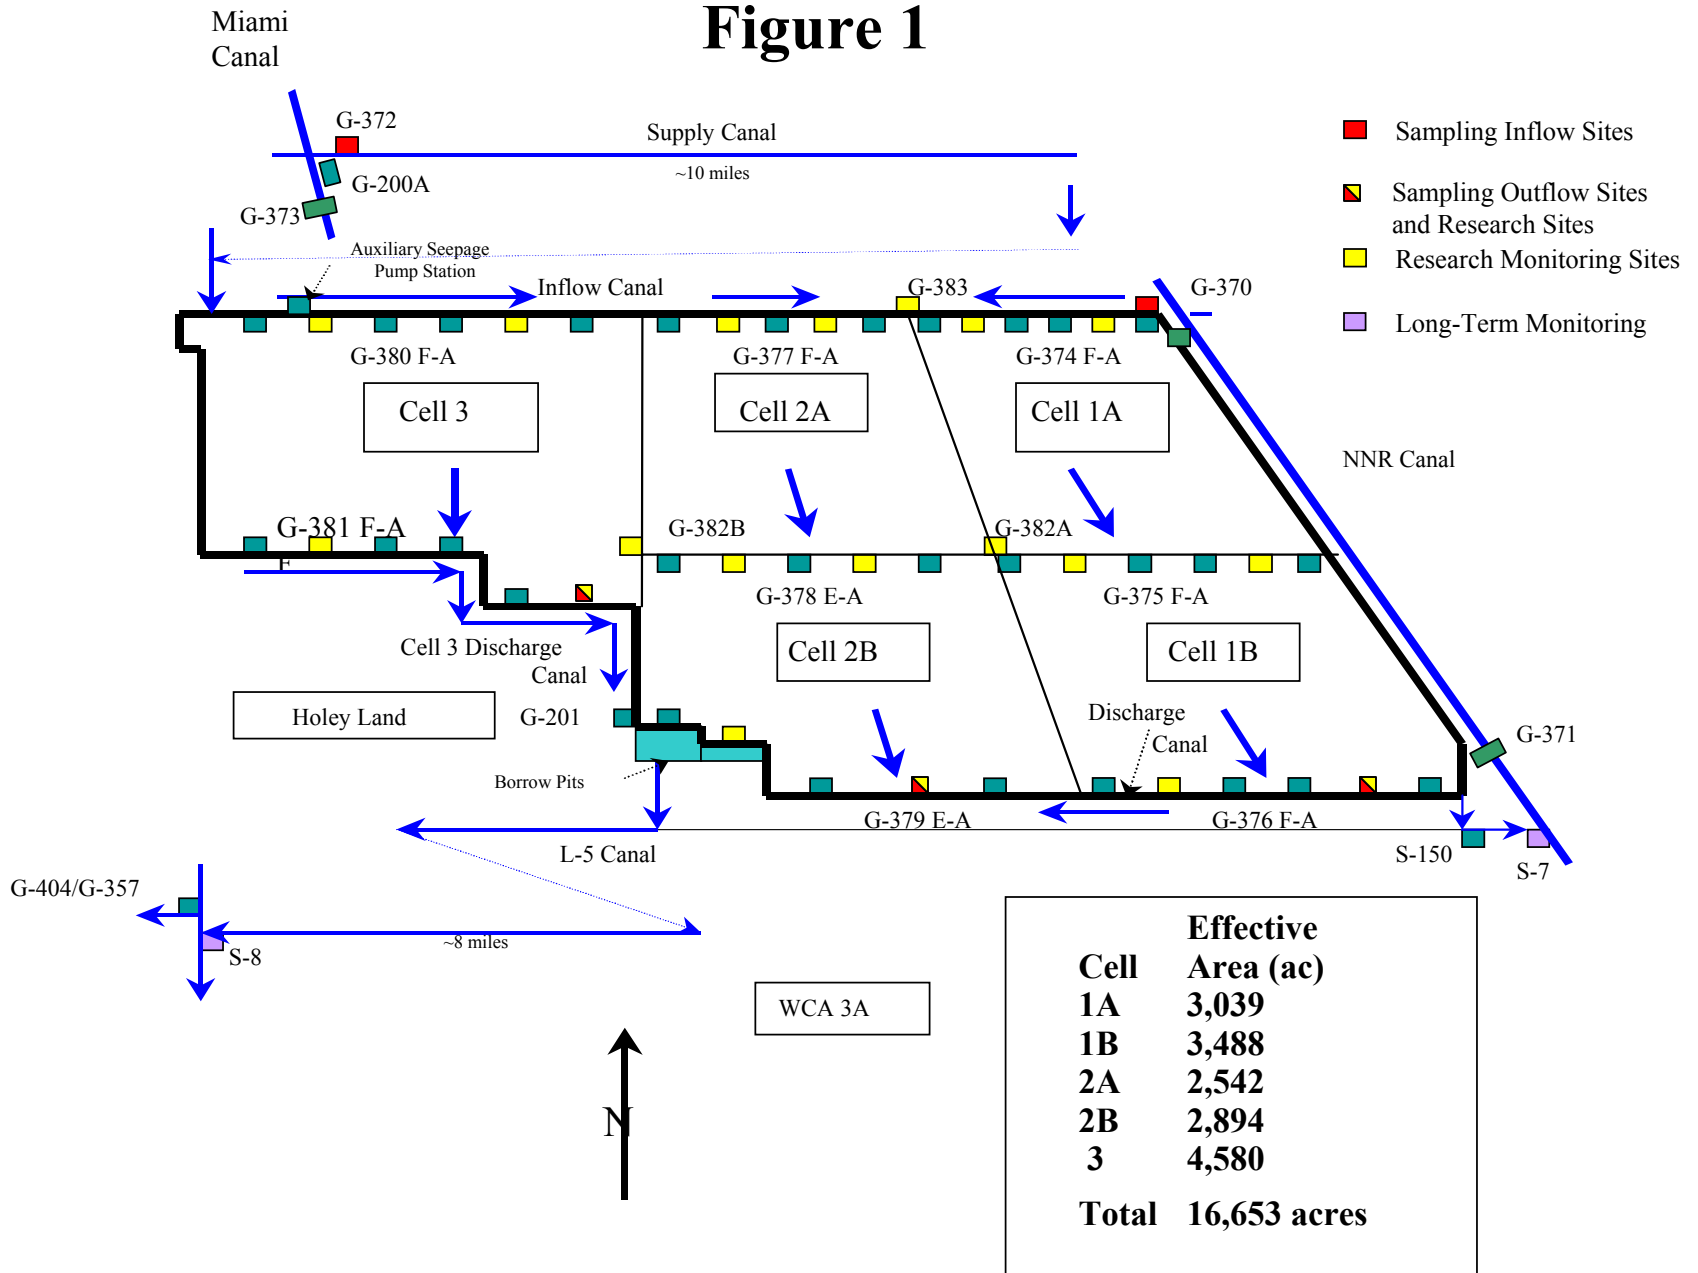 Figure 1
Miami
Canal
G-372
Supply Canal
~10 miles
G-200A
G-373
Auxiliary Seepage
Pump Station
Inflow Canal
G-383
G-370
Sampling Inflow Sites
Sampling Outflow Sites
and Research Sites
Research Monitoring Sites
Long-Term Monitoring
G-380 F-A
G-377 F-A
G-374 F-A
Cell 3
Cell 2A
Cell 1A
NNR Canal
G-381 F-A
F
G-382B
G-382A
G-378 E-A
G-375 F-A
Cell 3 Discharge
Canal
Cell 2B
Cell 1B
Holey Land
G-201
Discharge
Canal
G-371
Borrow Pits
G-379 E-A
G-376 F-A
L-5 Canal
S-150
S-7
G-404/G-357
~8 miles
S-8
WCA 3A
N
Effective
Cell Area (ac)
1A 3,039
1B 3,488
2A 2,542
2B 2,894
3 4,580
Total 16,653 acres